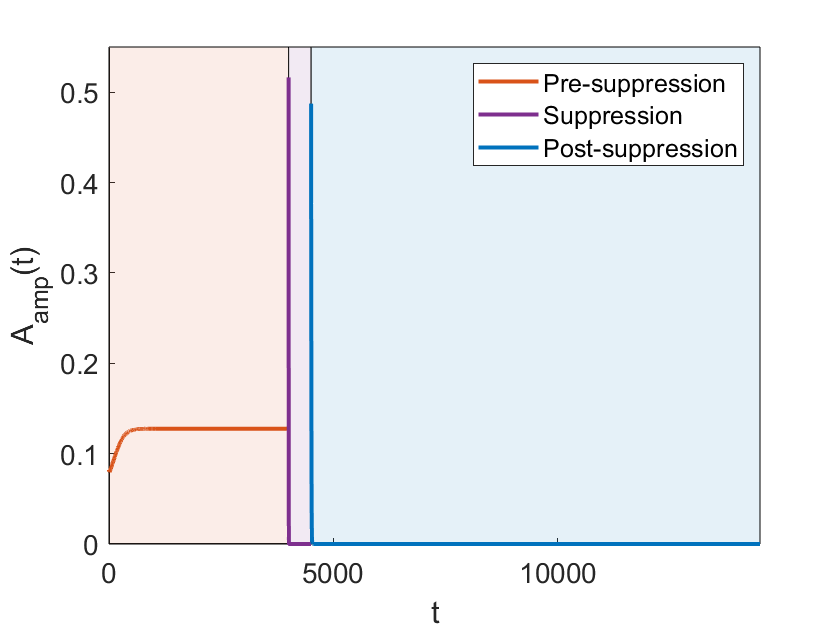 Pre-suppression
Suppression
Post-suppression
0.5
0.4
0.3
0.2
0.1
0
A_amp(t)
0 5000 10000
t